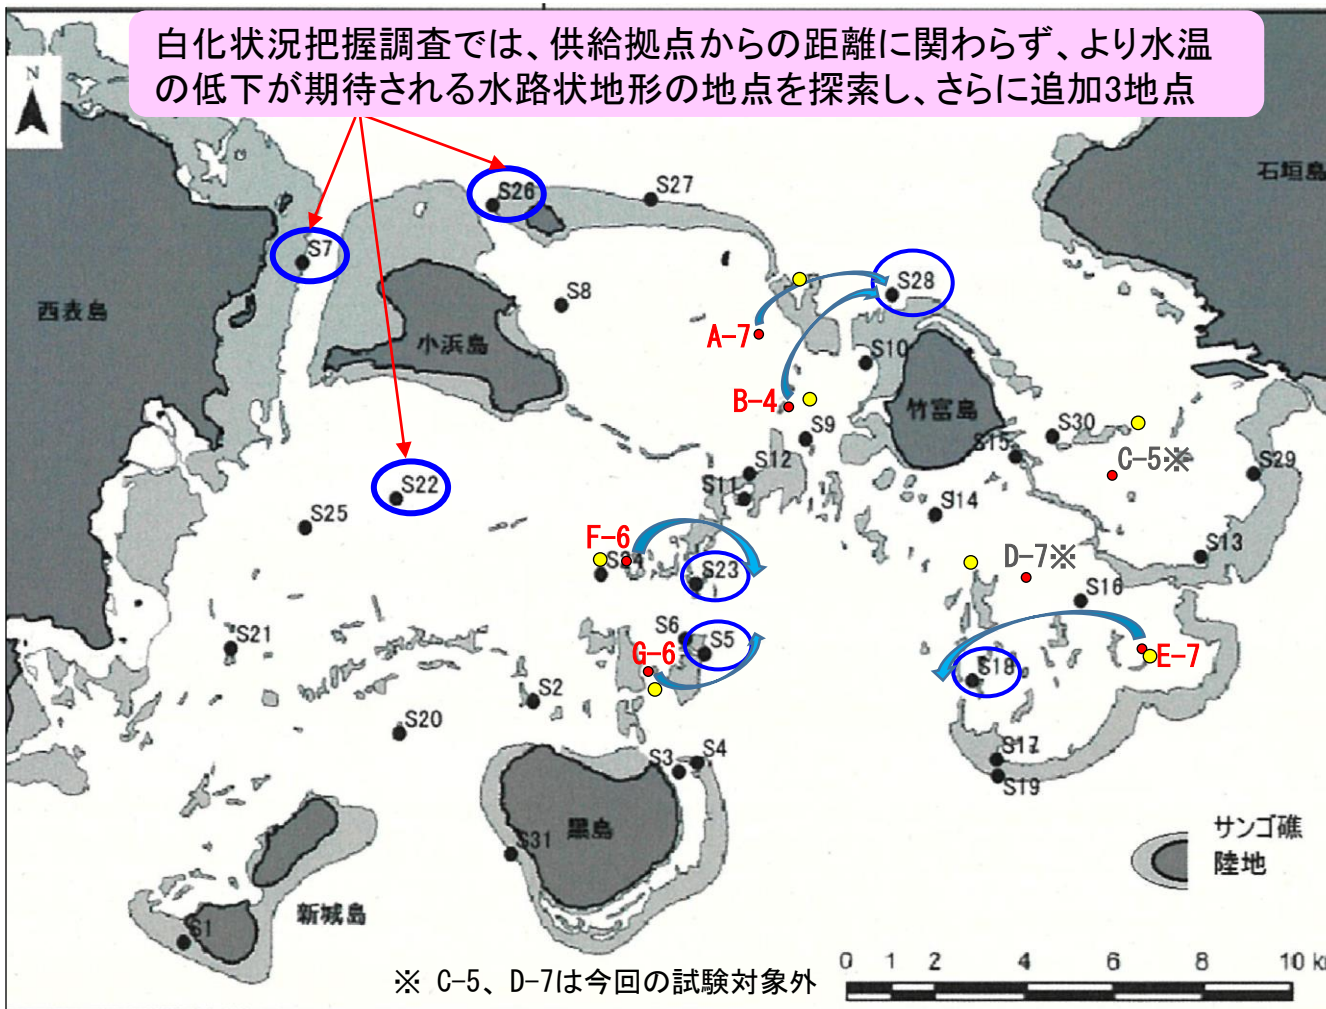 白化状況把握調査では、供給拠点からの距離に関わらず、より水温
の低下が期待される水路状地形の地点を探索し、さらに追加3地点
N
石垣島
S26
S27
S7
S28
S8
西表島
A-7
小浜島
S10
B-4
竹富島
S9
S30
S15
C-5※
S12
S29
S22
S11
S25
S14
F-6
S13
D-7※
S24
S23
S16
S6
S21
S5
G-6
E-7
S18
S2
S20
S4
S3
S17
S19
サンゴ礁
黒島
S31
陸地
新城島
S1
※ C-5、D-7は今回の試験対象外
0 1 2 4 6 8 10 km